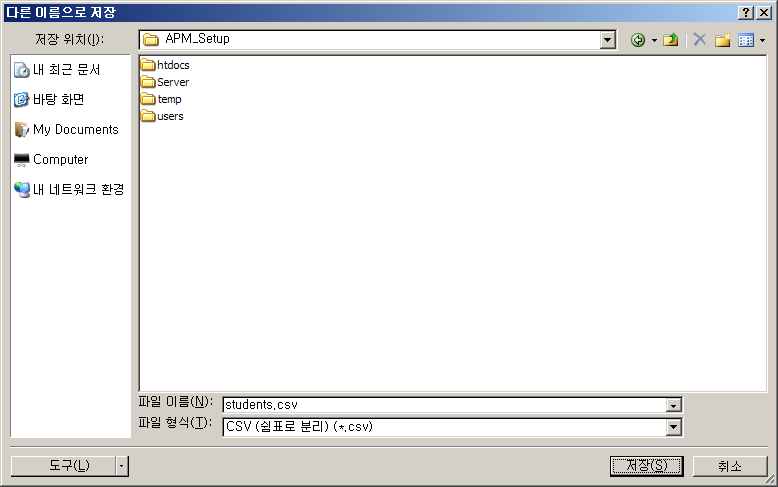 다른 이름으로 저장
저장 위치(I):
APM_Setup
내 최근 문서
바탕 화면
My Documents
Computer
내 네트워크 환경
htdocs
Server
temp
users
파일 이름(N):
students.csv
파일 형식(T):
CSV (쉼표로 분리) (*.csv)
도구(L)
저장(S)
취소